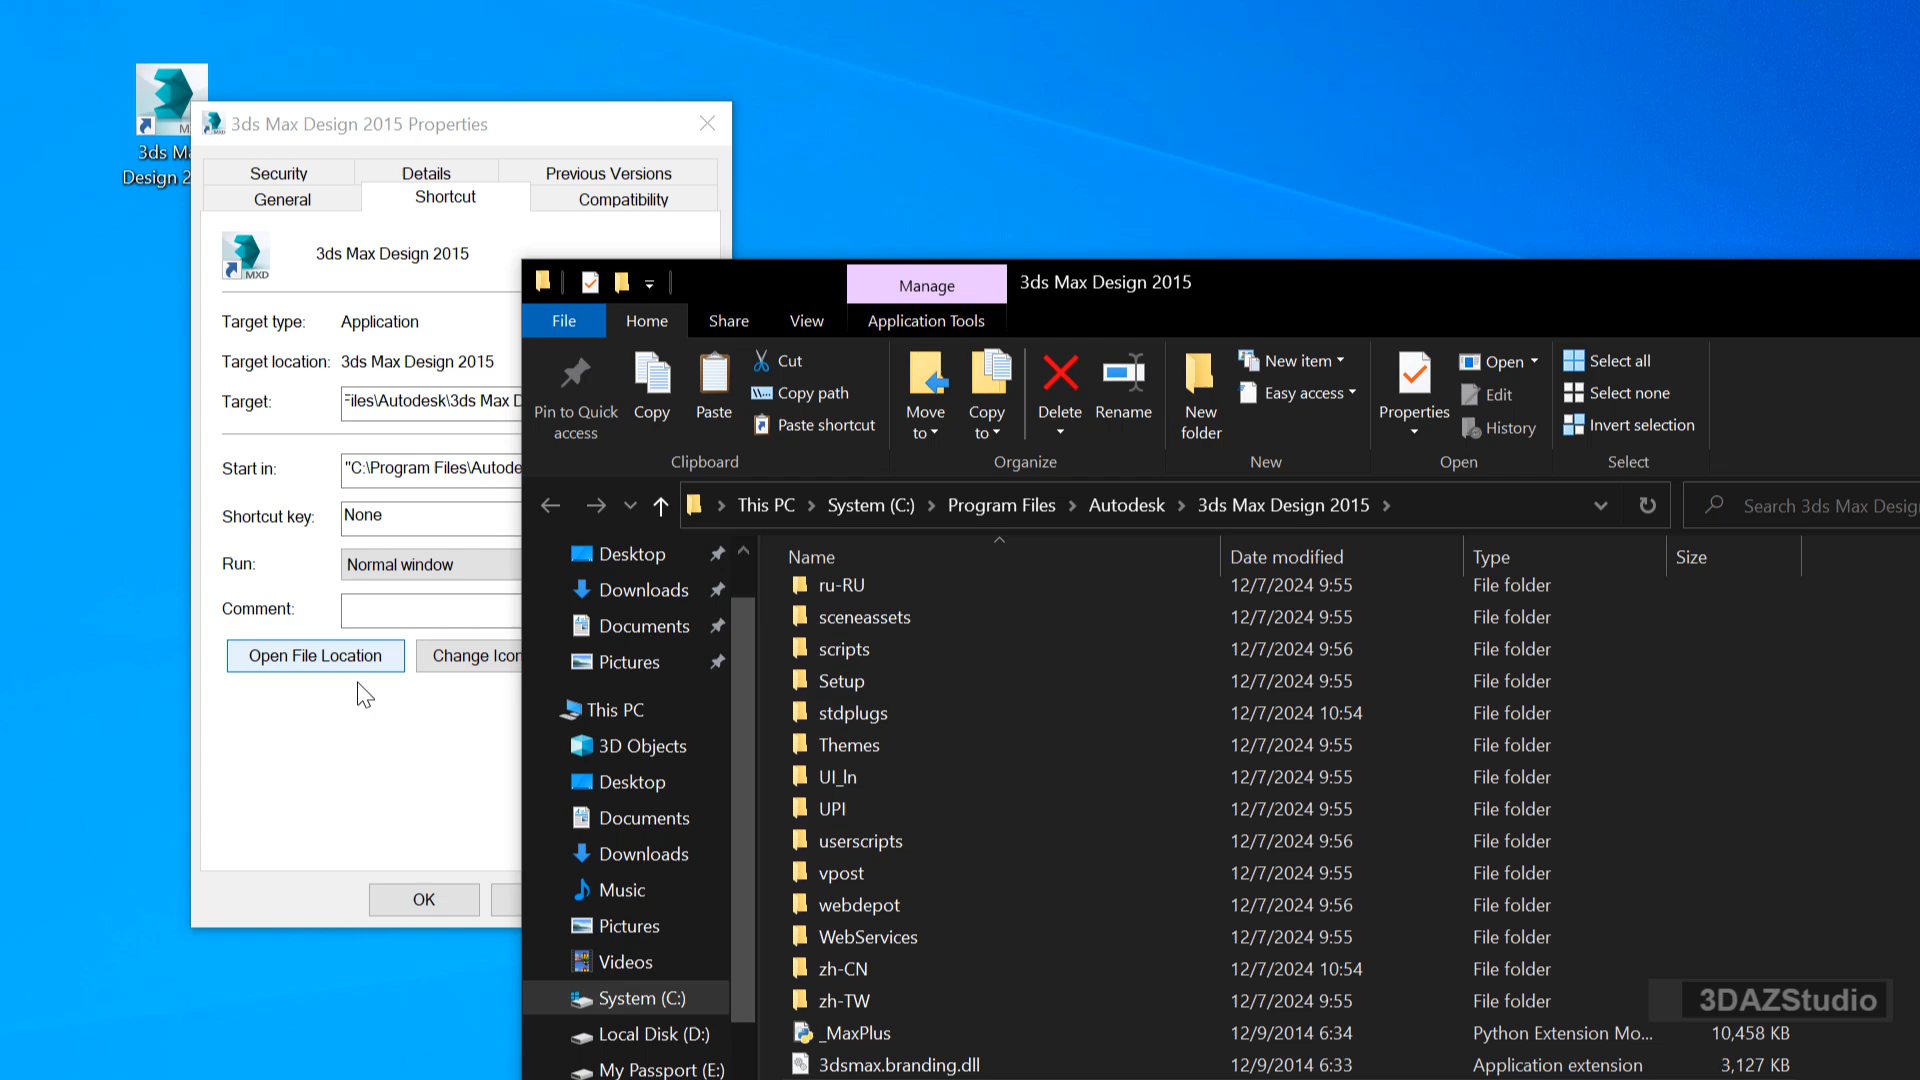 3ds Ma
Design 2
3ds Max Design 2015 Properties
Security
Details
Previous Versions
General
Shortcut
Compatibility
MXD
3ds Max Design 2015
Target type:
Application
Target location:
3ds Max Design 2015
Target:
Files\Autodesk\3ds Max D
Start in:
"C:\Program Files\Autode
Shortcut key:
None
Run:
Normal window
Comment:
Open File Location
Change Icon
OK
Manage
3ds Max Design 2015
File
Home
Share
View
Application Tools
Pin to Quick
access
Copy
Paste
Cut
Copy path
Paste shortcut
Clipboard
Move
to
Copy
to
Delete
Rename
Organize
New
folder
New item
Easy access
New
Properties
Open
Edit
History
Open
Select all
Select none
Invert selection
Select
This PC > System (C:) > Program Files > Autodesk > 3ds Max Design 2015 >
Search 3ds Max Desig
Desktop
Downloads
Documents
Pictures
This PC
3D Objects
Desktop
Documents
Downloads
Music
Pictures
Videos
System (C:)
Local Disk (D:)
My Passport (E:)
Name Date modified Type Size
ru-RU 12/7/2024 9:55 File folder
sceneassets 12/7/2024 9:55 File folder
scripts 12/7/2024 9:56 File folder
Setup 12/7/2024 9:55 File folder
stdplugs 12/7/2024 10:54 File folder
Themes 12/7/2024 9:55 File folder
UI_ln 12/7/2024 9:55 File folder
UPI 12/7/2024 9:55 File folder
userscripts 12/7/2024 9:56 File folder
vpost 12/7/2024 9:55 File folder
webdepot 12/7/2024 9:56 File folder
WebServices 12/7/2024 9:55 File folder
zh-CN 12/7/2024 10:54 File folder
zh-TW 12/7/2024 9:55 File folder
_MaxPlus 12/9/2014 6:34 Python Extension Mo... 10,458 KB
3dsmax.branding.dll 12/9/2014 6:33 Application extension 3,127 KB
3DAZStudio